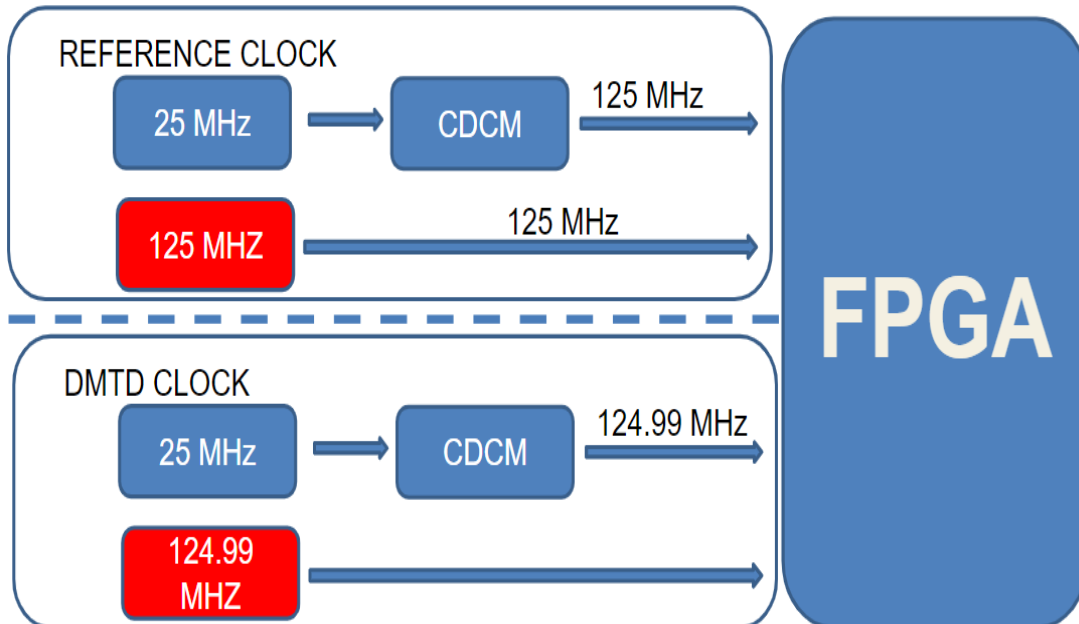 REFERENCE CLOCK
25 MHz
CDCM
125 MHz
125 MHZ
125 MHz
FPGA
DMTD CLOCK
25 MHz
CDCM
124.99 MHz
124.99
MHZ